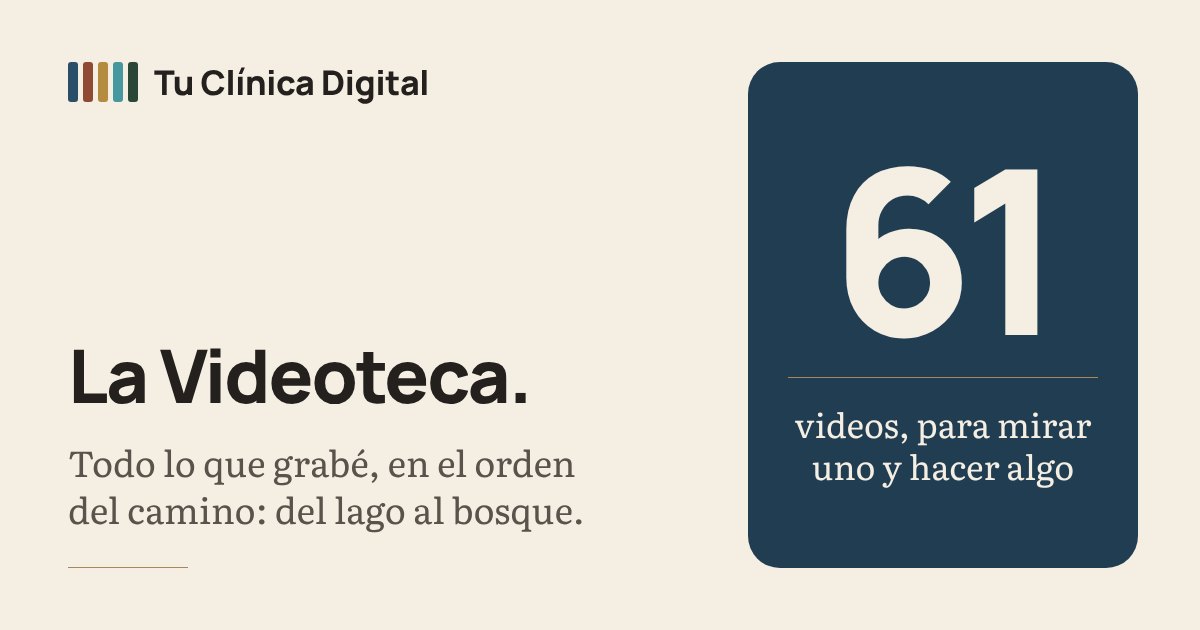 Tu Clínica Digital
La Videoteca.
Todo lo que grabé, en el orden
del camino: del lago al bosque.
61
videos, para mirar
uno y hacer algo